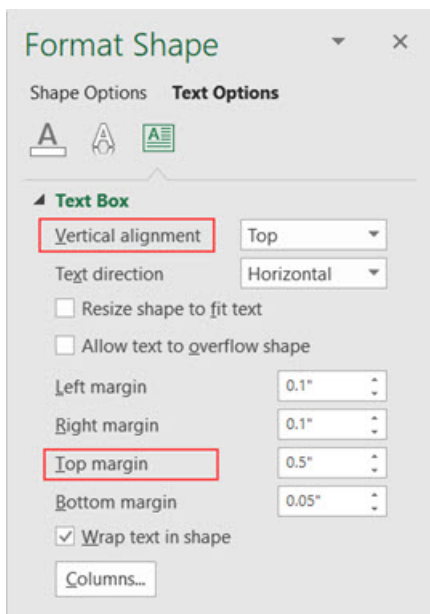 Format Shape
Shape Options Text Options
A A A
Text Box
Vertical alignment Top
Text direction Horizontal
Resize shape to fit text
Allow text to overflow shape
Left margin 0.1"
Right margin 0.1"
Top margin 0.5"
Bottom margin 0.05"
Wrap text in shape
Columns...